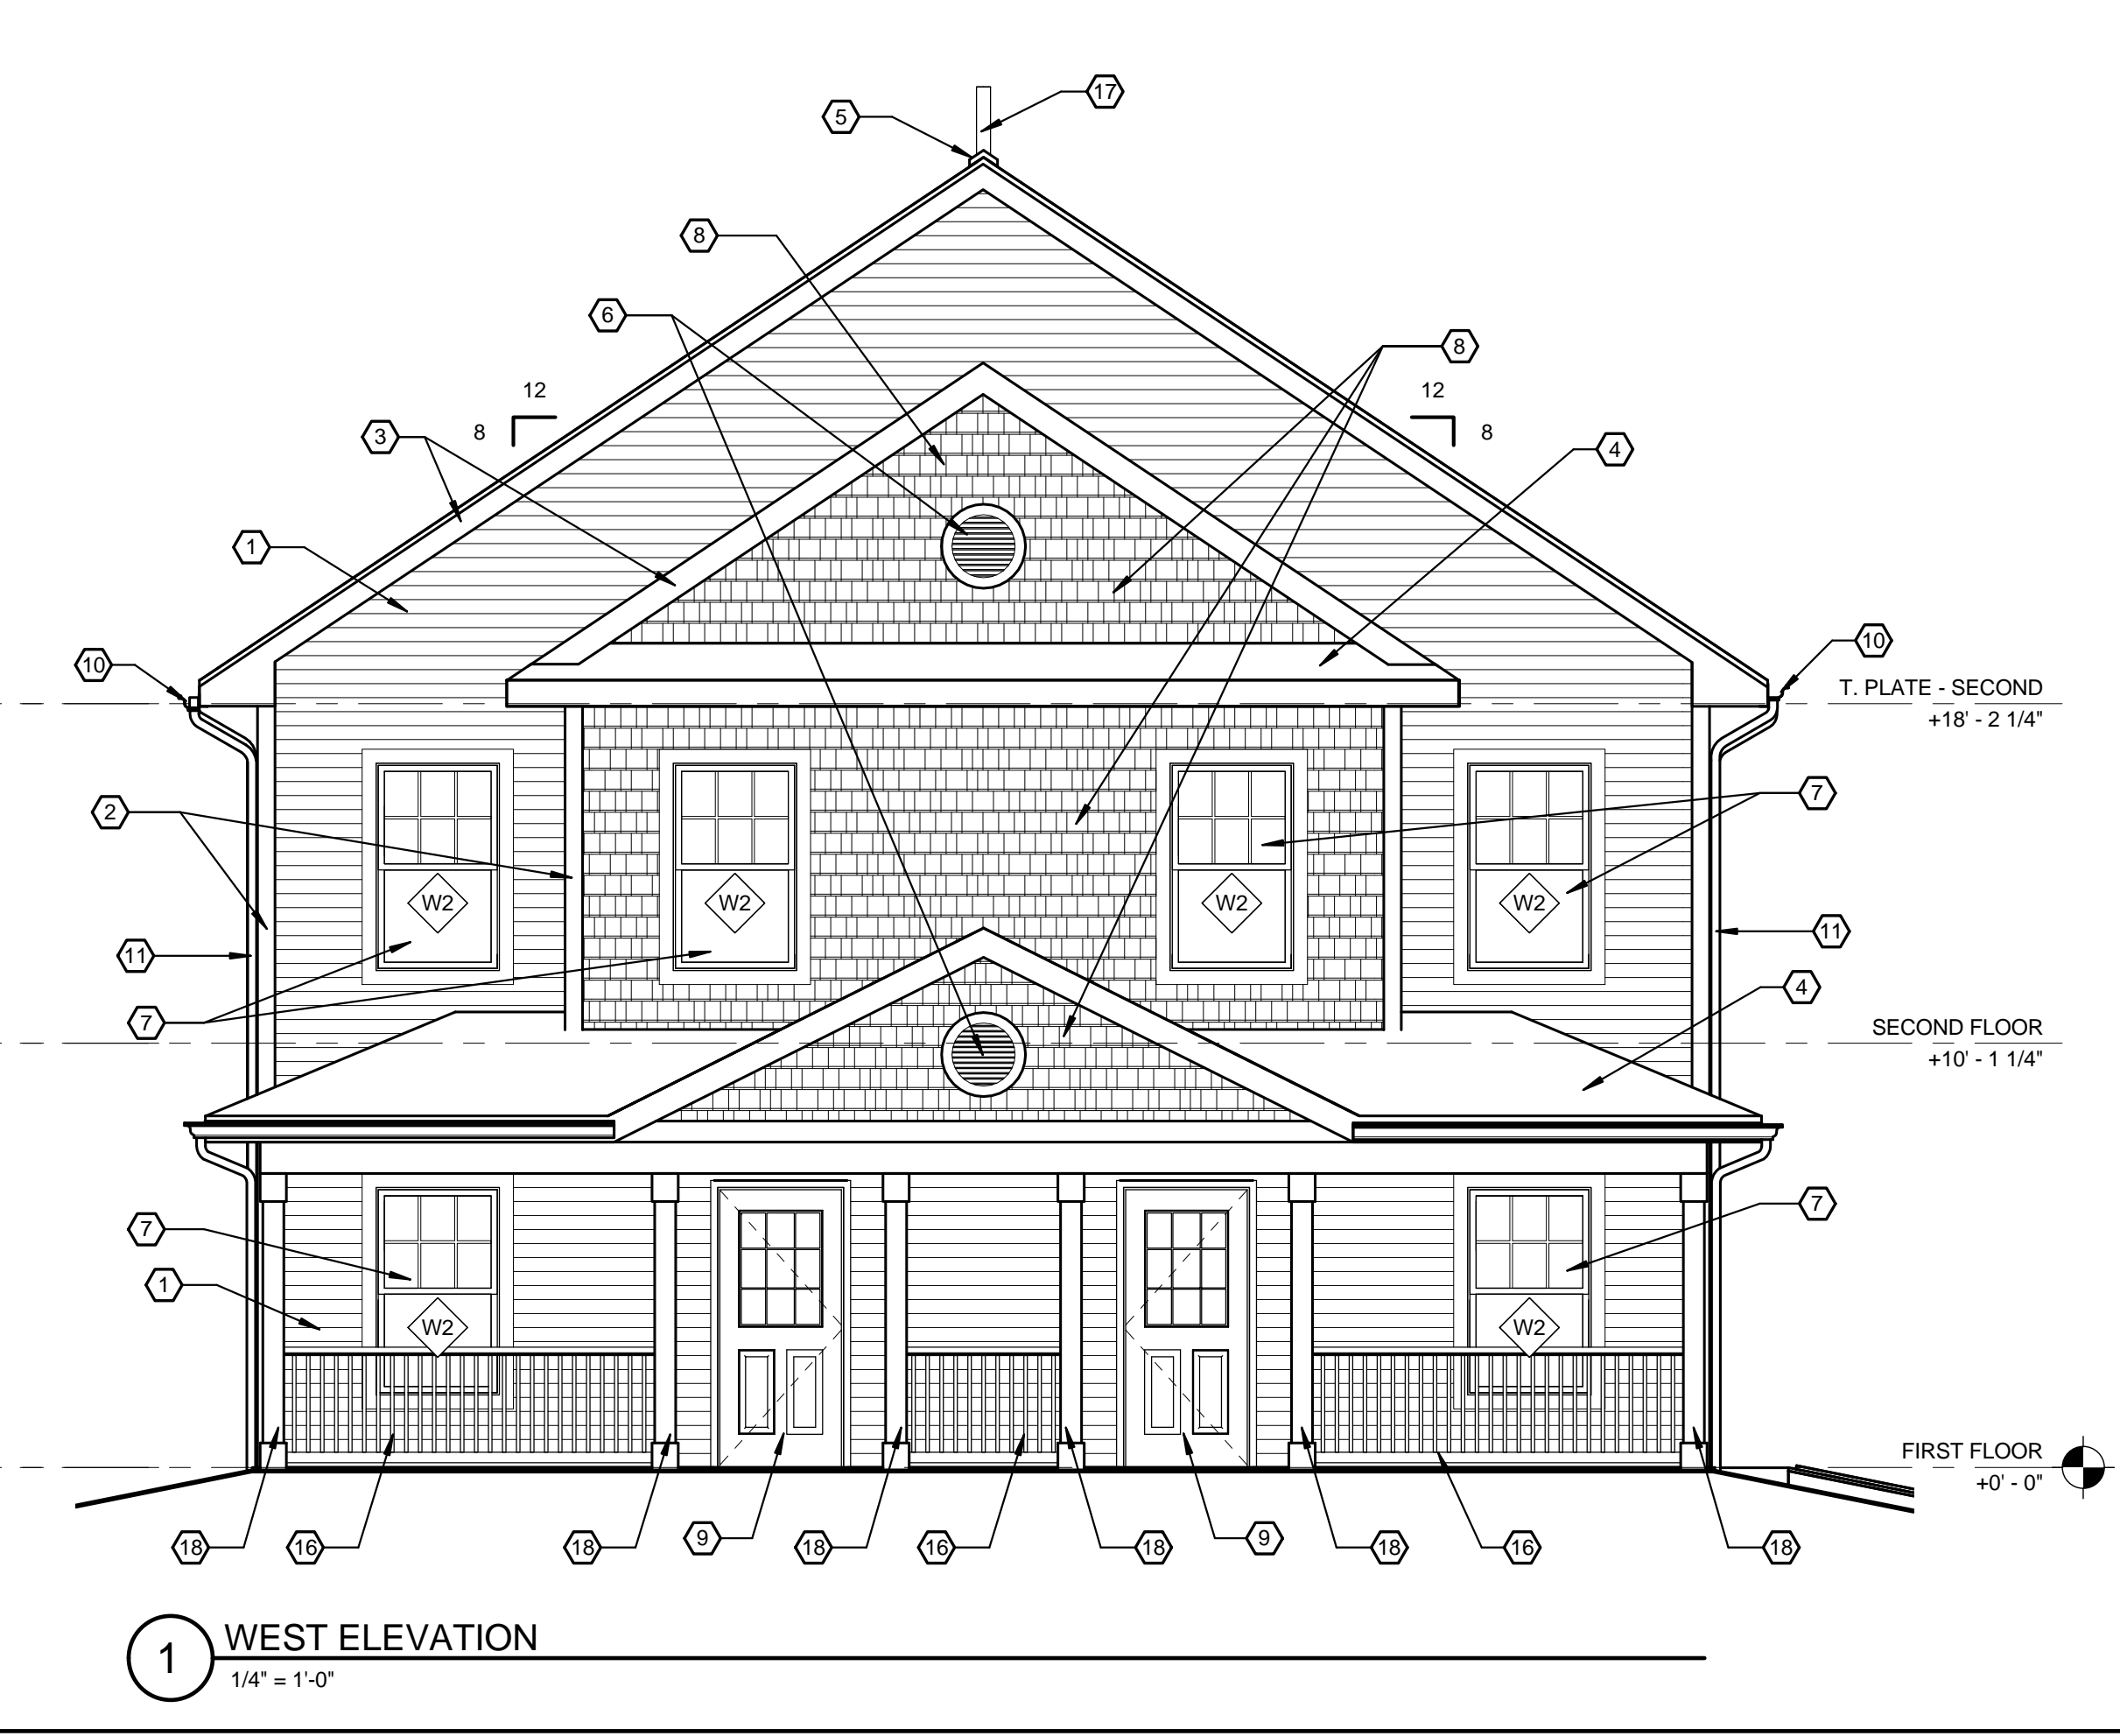 17
5
8
6
8
12
12
8
8
3
4
1
10
10
T. PLATE - SECOND
+18' - 2 1/4"
2
7
W2
W2
W2
W2
11
11
4
7
SECOND FLOOR
+10' - 1 1/4"
7
7
1
W2
W2
FIRST FLOOR
+0' - 0"
18
16
18
9
18
16
18
9
18
16
18
1
WEST ELEVATION
1/4" = 1'-0"